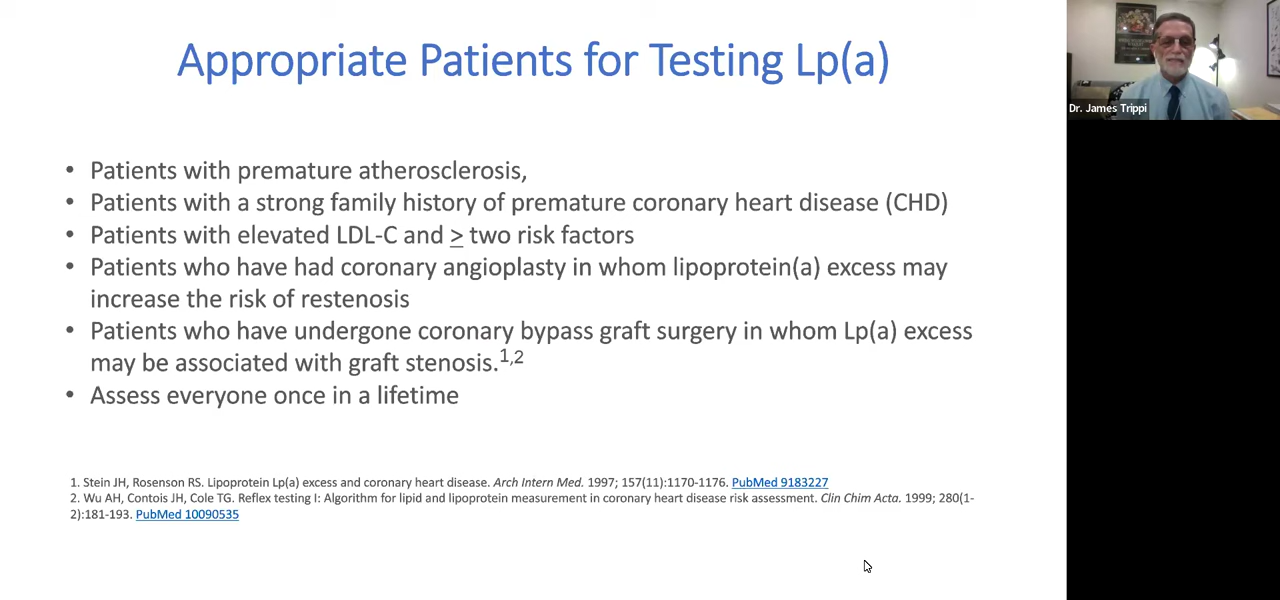 Appropriate Patients for Testing Lp(a)
Dr. James Trippi
• Patients with premature atherosclerosis,
• Patients with a strong family history of premature coronary heart disease (CHD)
• Patients with elevated LDL-C and ≥ two risk factors
• Patients who have had coronary angioplasty in whom lipoprotein(a) excess may
increase the risk of restenosis
• Patients who have undergone coronary bypass graft surgery in whom Lp(a) excess
may be associated with graft stenosis.1,2
• Assess everyone once in a lifetime
1. Stein JH, Rosenson RS. Lipoprotein Lp(a) excess and coronary heart disease. Arch Intern Med. 1997; 157(11):1170-1176. PubMed 9183227
2. Wu AH, Contois JH, Cole TG. Reflex testing I: Algorithm for lipid and lipoprotein measurement in coronary heart disease risk assessment. Clin Chim Acta. 1999; 280(1-
2):181-193. PubMed 10090535